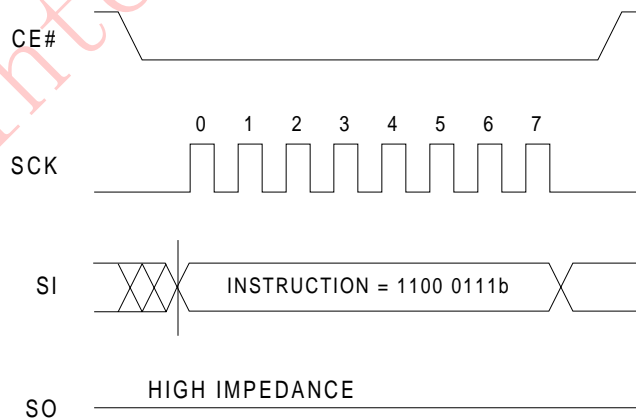 CE#
0 1 2 3 4 5 6 7
SCK
SI
INSTRUCTION = 1100 0111b
HIGH IMPEDANCE
SO